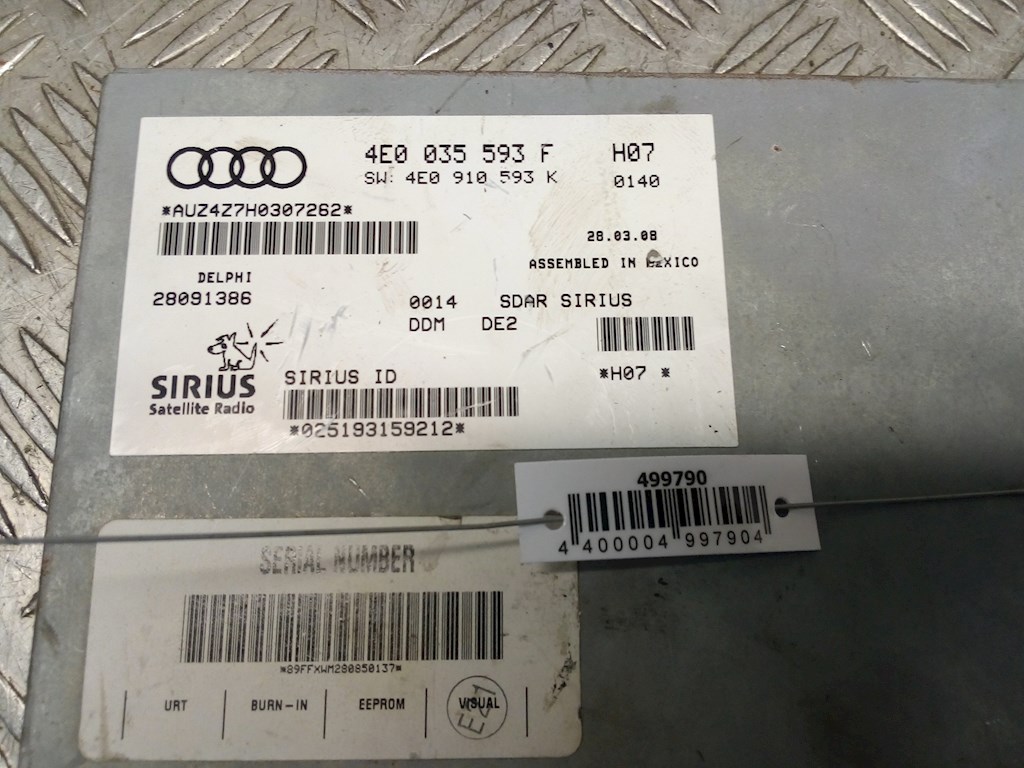 4E0 035 593 F H07
SW: 4E0 910 593 K 0140
*AUZ4Z7H0307262*
28.03.08
ASSEMBLED IN MEXICO
DELPHI
28091386
0014 SDAR SIRIUS
DDM DE2
SIRIUS
Satellite Radio
SIRIUS ID
*H07 *
*025193159212*
499790
4 400004 997904
SERIAL NUMBER
*89FFXWM280850137*
URT BURN-IN EEPROM VISUAL